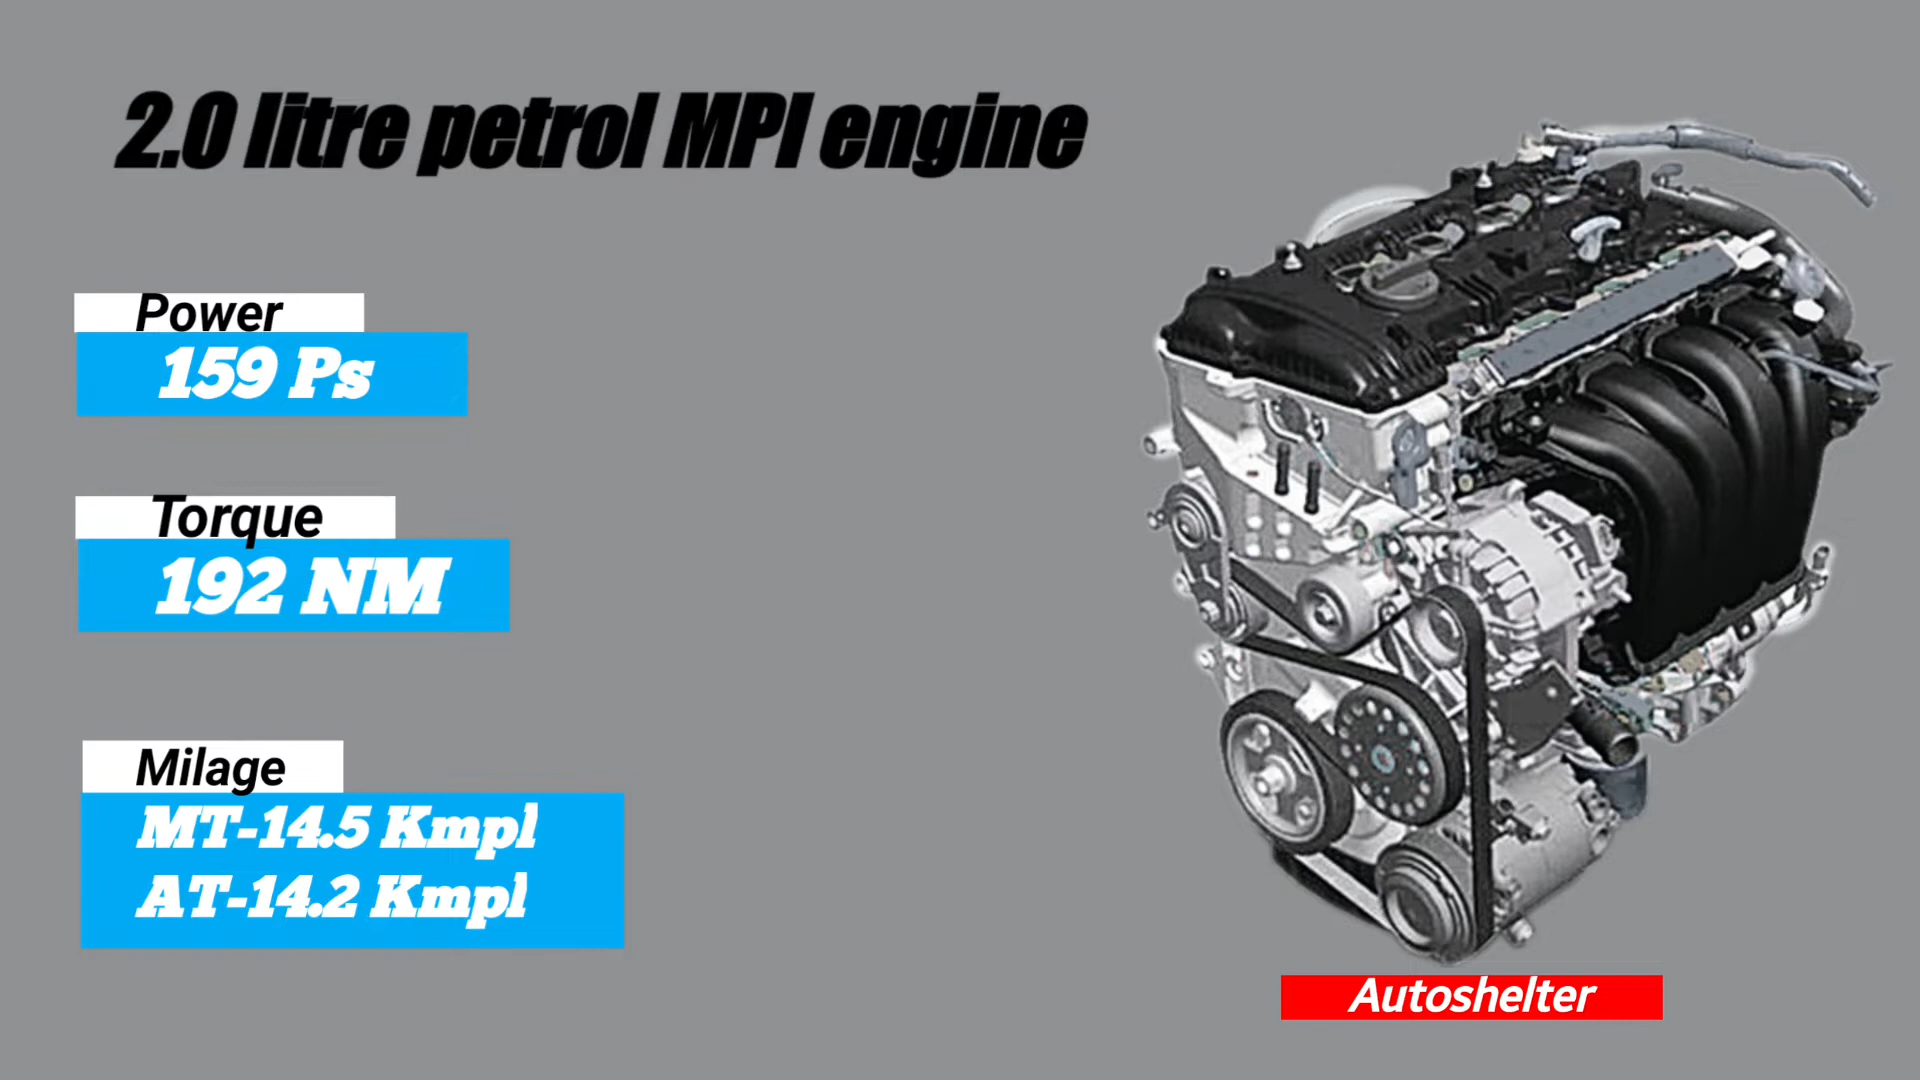 2.0 litre petrol MPI engine
Power
159 Ps
Torque
192 NM
Milage
MT-14.5 Kmpl
AT-14.2 Kmpl
Autoshelter